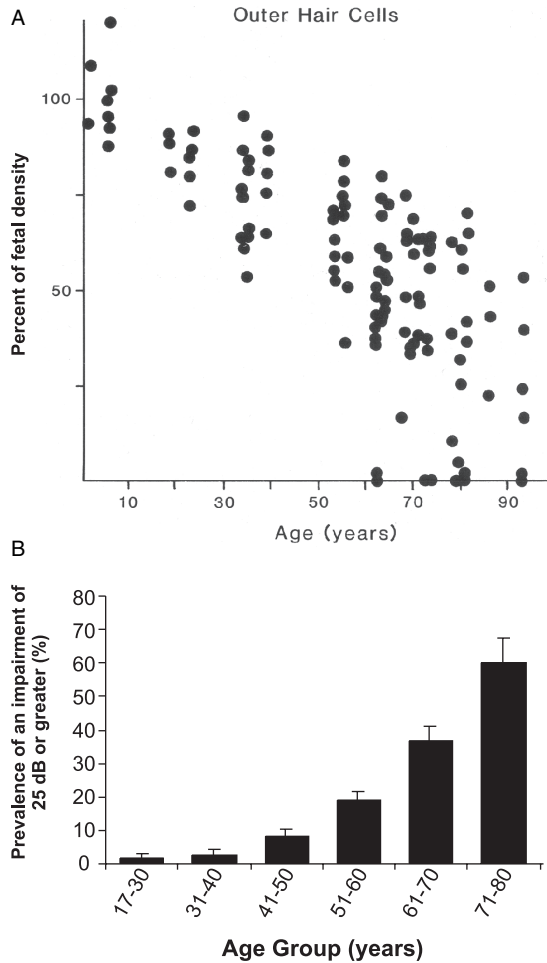 A
Outer Hair Cells
Percent of fetal density
100
50
10 30 50 70 90
Age (years)
B
Prevalence of an impairment of
25 dB or greater (%)
80
70
60
50
40
30
20
10
0
17-30 31-40 41-50 51-60 61-70 71-80
Age Group (years)